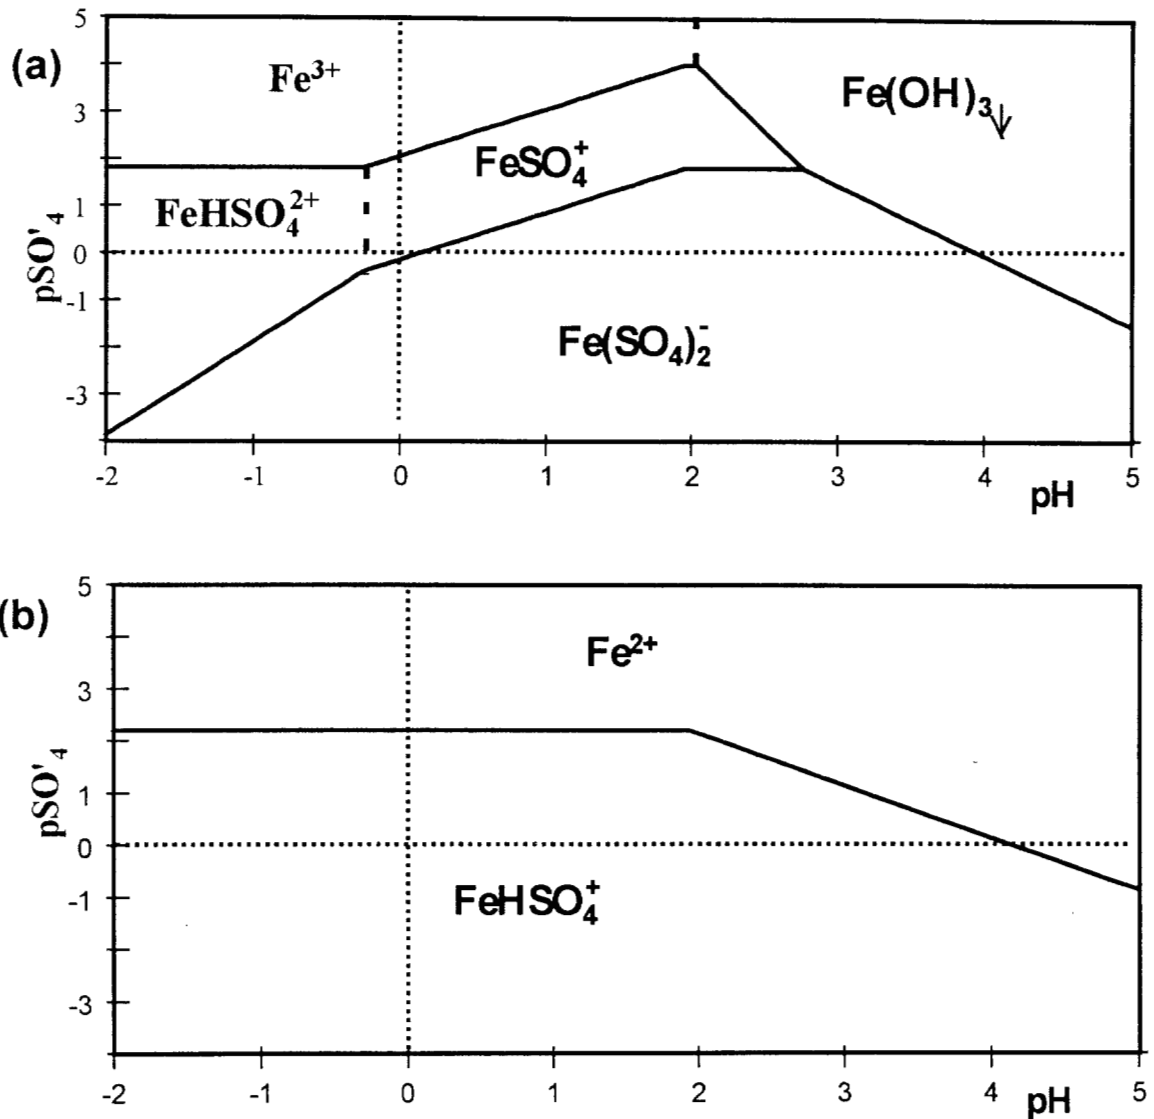 (a)
5
3
1
0
-1
-3
pSO'₄
Fe³⁺
FeHSO₄²⁺
FeSO₄⁺
Fe(OH)₃↓
Fe(SO₄)₂⁻
-2 -1 0 1 2 3 4 5
pH
(b)
5
3
1
0
-1
-3
pSO'₄
Fe²⁺
FeHSO₄⁺
-2 -1 0 1 2 3 4 5
pH